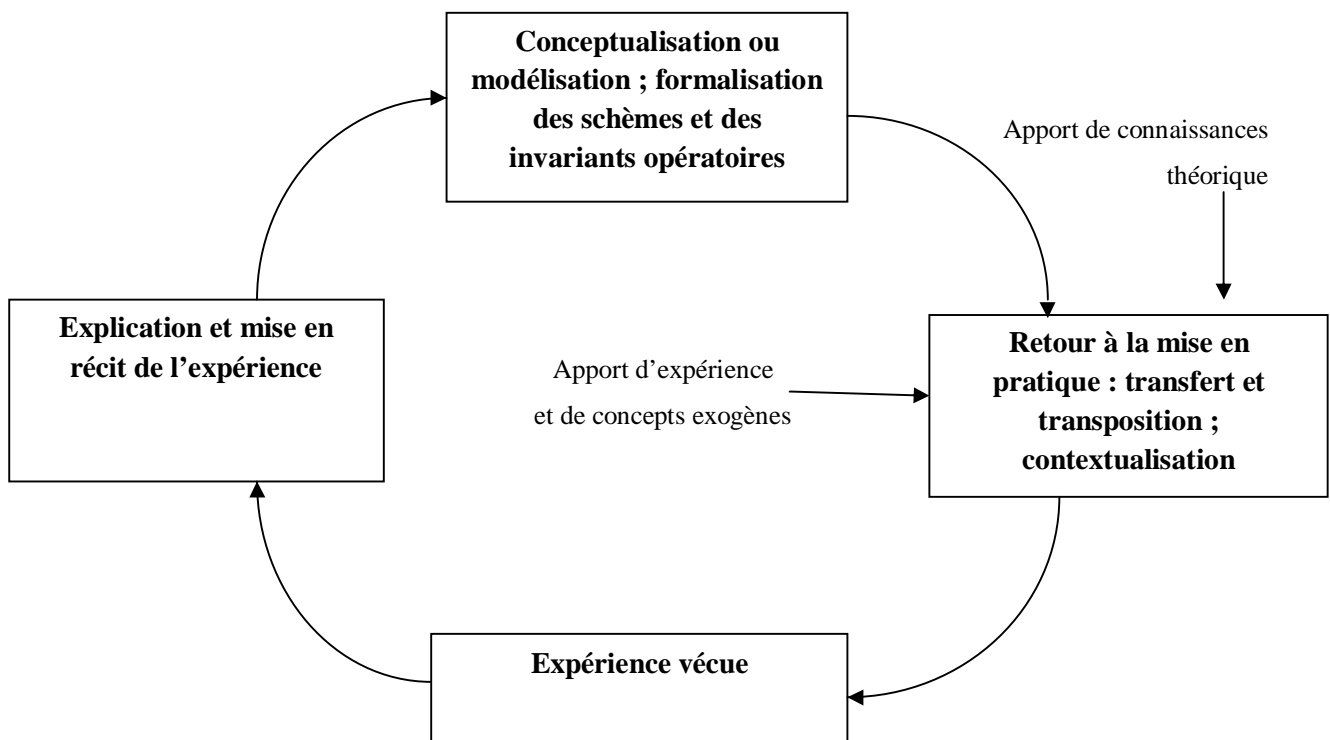 Conceptualisation ou
modélisation ; formalisation
des schèmes et des
invariants opératoires
Apport de connaissances
théorique
Explication et mise en
récit de l’expérience
Apport d’expérience
et de concepts exogènes
Retour à la mise en
pratique : transfert et
transposition ;
contextualisation
Expérience vécue